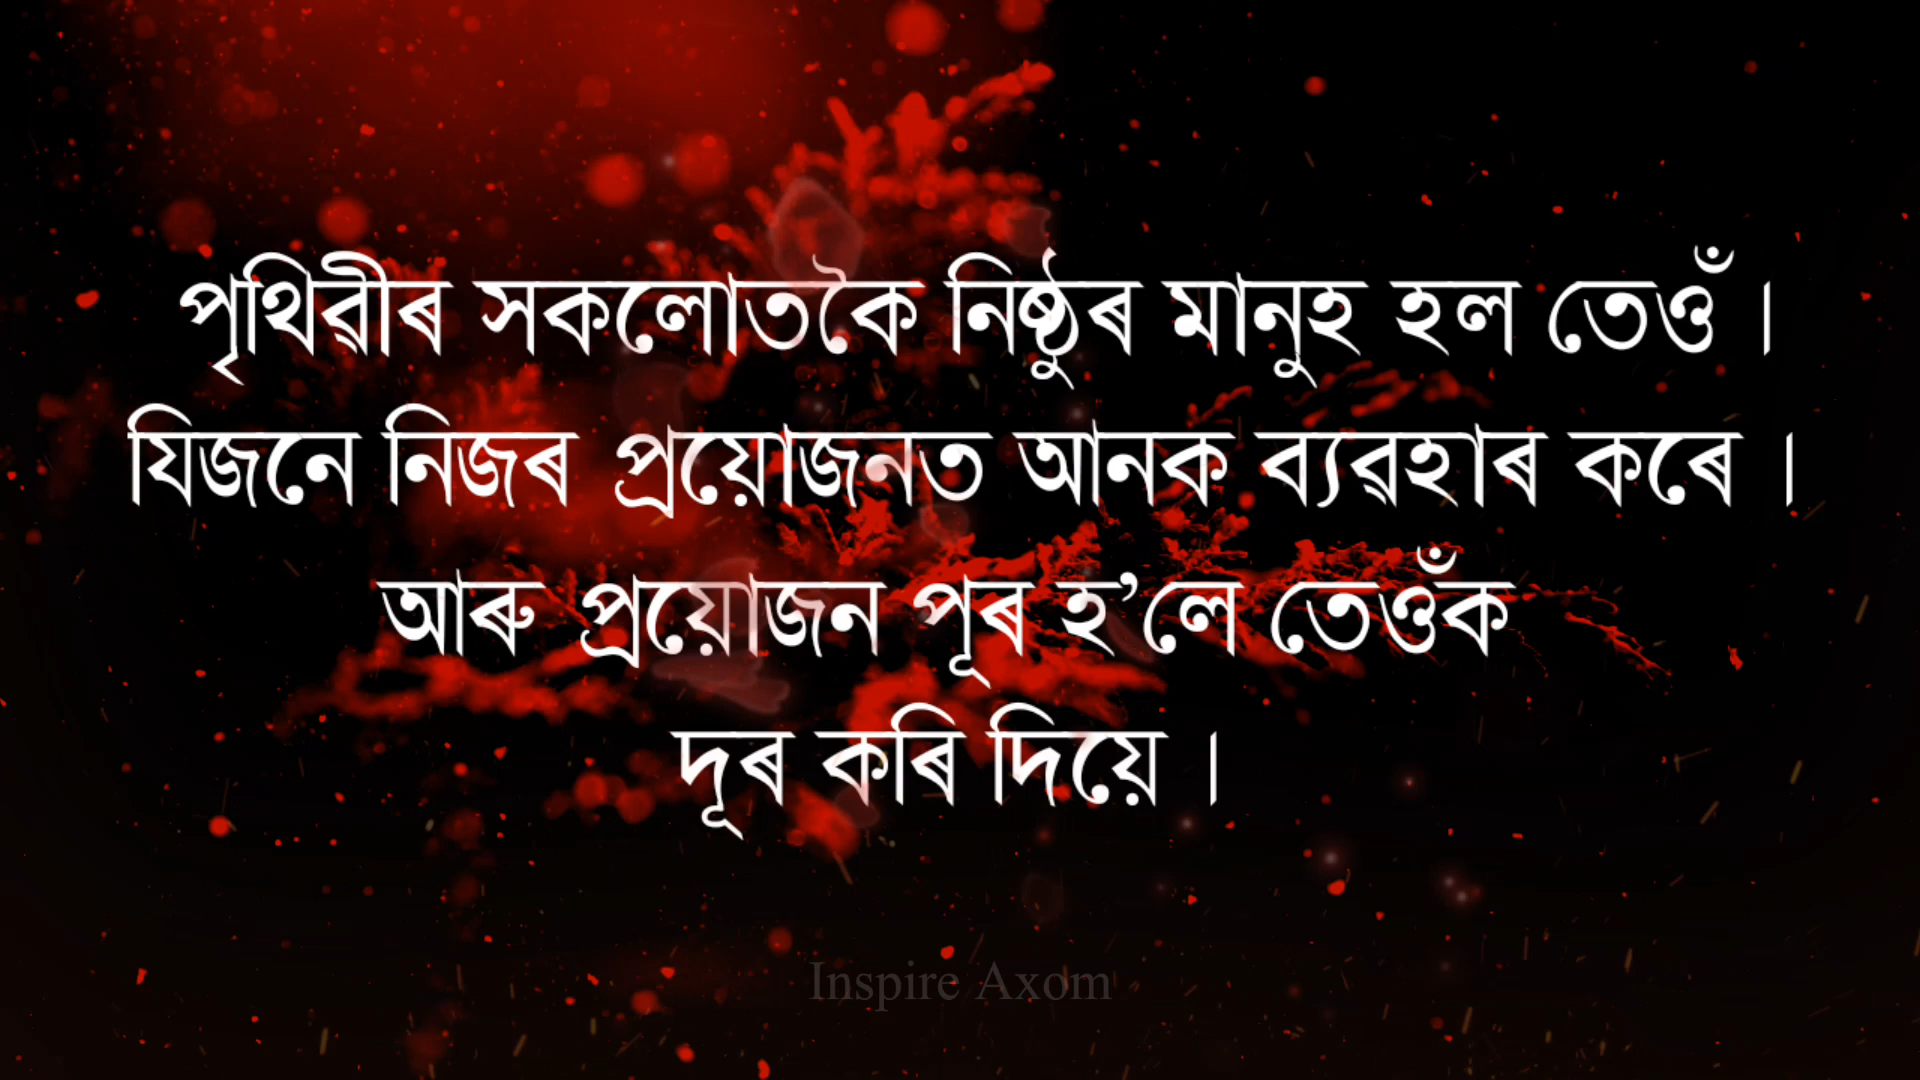 পৃথিৱীৰ সকলোতকৈ নিষ্ঠুৰ মানুহ হল তেওঁ ।
যিজনে নিজৰ প্ৰয়োজনত আনক ব্যৱহাৰ কৰে ।
আৰু প্ৰয়োজন পূৰ হ’লে তেওঁক
দূৰ কৰি দিয়ে ।
Inspire Axom